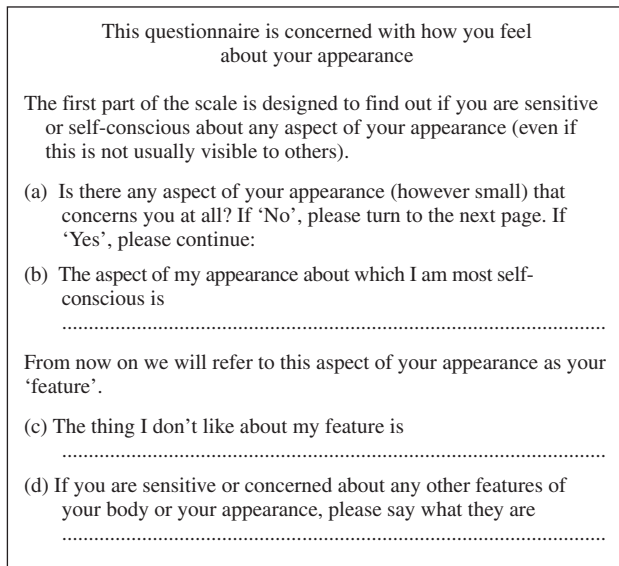 This questionnaire is concerned with how you feel
about your appearance
The first part of the scale is designed to find out if you are sensitive
or self-conscious about any aspect of your appearance (even if
this is not usually visible to others).
(a) Is there any aspect of your appearance (however small) that
concerns you at all? If ‘No’, please turn to the next page. If
‘Yes’, please continue:
(b) The aspect of my appearance about which I am most self-
conscious is
........................................................................................................
From now on we will refer to this aspect of your appearance as your
‘feature’.
(c) The thing I don’t like about my feature is
........................................................................................................
(d) If you are sensitive or concerned about any other features of
your body or your appearance, please say what they are
........................................................................................................